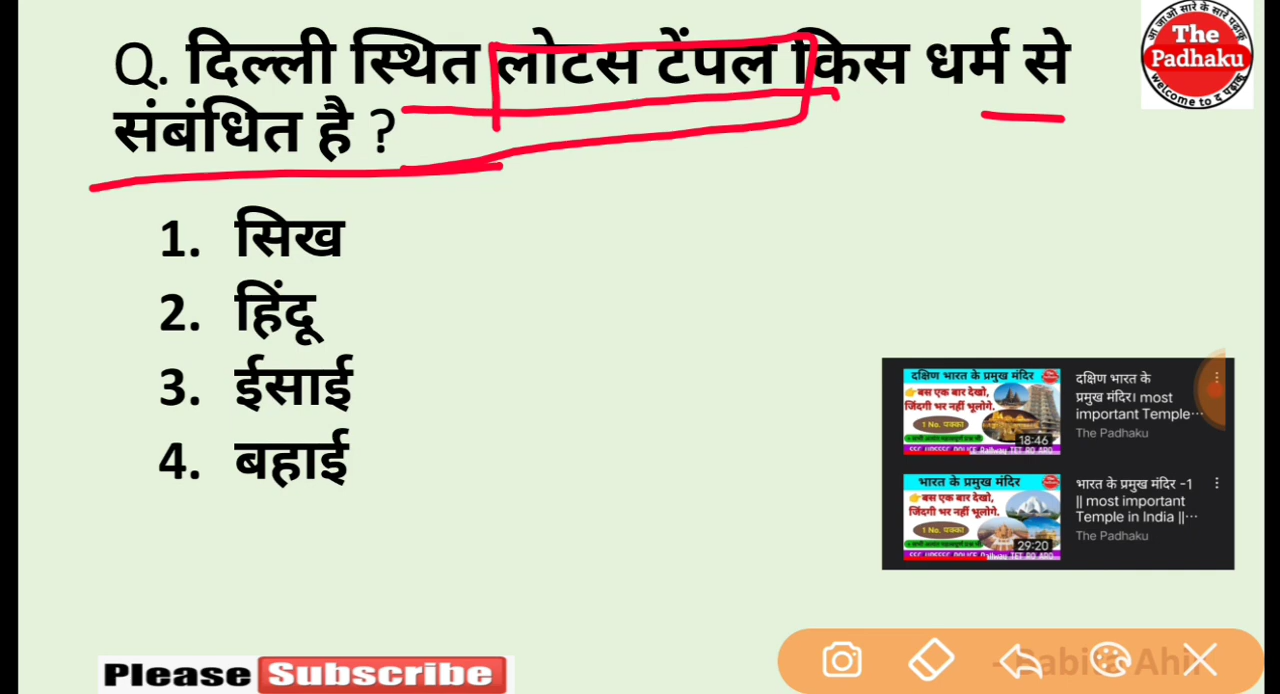 Q. दिल्ली स्थित लोटस टेंपल किस धर्म से
संबंधित है ?
1. सिख
2. हिंदू
3. ईसाई
4. बहाई
आ जाओ सारे के सारे पढ़ाकू
The
Padhaku
welcome to द पढ़ाकू
दक्षिण भारत के प्रमुख मंदिर
👉बस एक बार देखो,
जिंदगी भर नहीं भूलोगे.
1 No. पक्का
18:46
दक्षिण भारत के
प्रमुख मंदिर। most
important Temple…
The Padhaku
भारत के प्रमुख मंदिर
👉बस एक बार देखो,
जिंदगी भर नहीं भूलोगे.
1 No. पक्का
29:20
भारत के प्रमुख मंदिर -1
|| most important
Temple in India ||…
The Padhaku
Please Subscribe